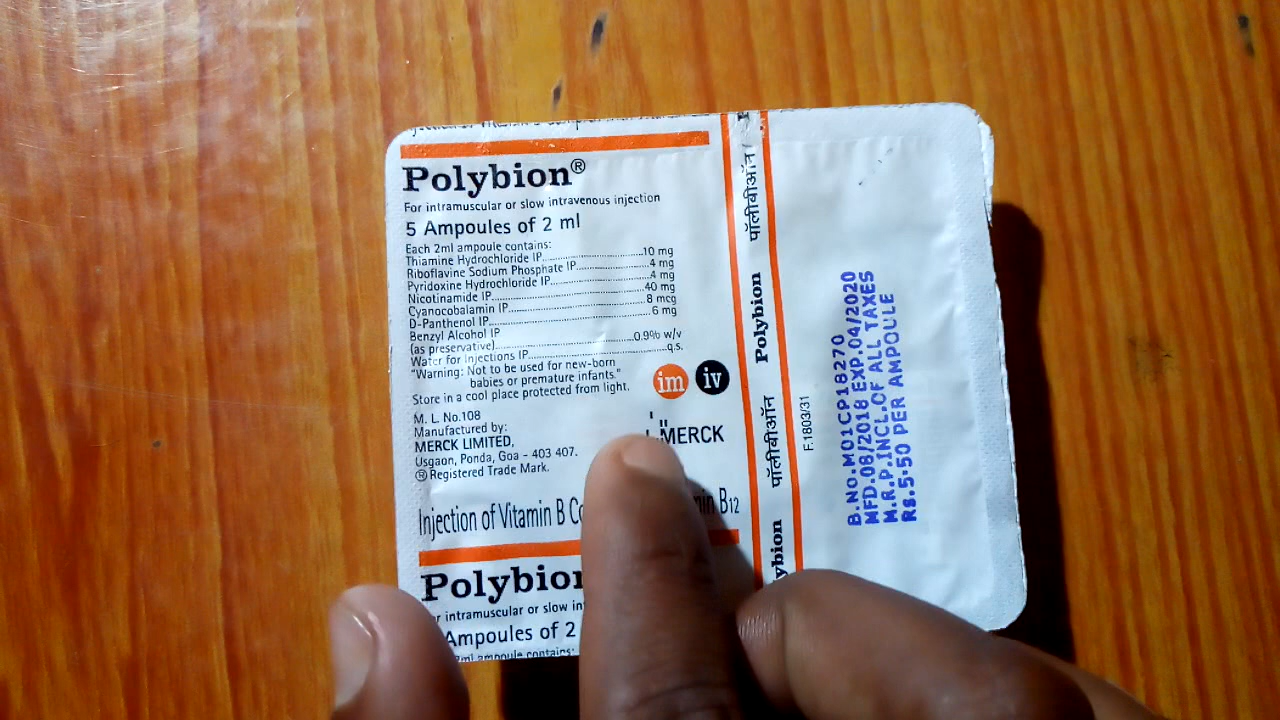 Polybion®
For intramuscular or slow intravenous injection
5 Ampoules of 2 ml
Each 2ml ampoule contains:
Thiamine Hydrochloride IP..........10 mg
Riboflavine Sodium Phosphate IP..........4 mg
Pyridoxine Hydrochloride IP..........4 mg
Nicotinamide IP..........40 mg
Cyanocobalamin IP..........8 mcg
D-Panthenol IP..........6 mg
Benzyl Alcohol IP
(as preservative)..........0.9% w/v
Water for Injections IP..........q.s.
"Warning: Not to be used for new-born
babies or premature infants."
Store in a cool place protected from light.
im iv
M. L. No.108
Manufactured by:
MERCK LIMITED,
Usgaon, Ponda, Goa - 403 407.
® Registered Trade Mark.
MERCK
Injection of Vitamin B B12
Polybion
intramuscular or slow
Ampoules of 2
ampoule contains:
पॉलीबीऑन
Polybion
पॉलीबीऑन
ybion
F.1803/31
B.No.M01CP18270
MFD.08/2018 EXP.04/2020
M.R.P.INCL.OF ALL TAXES
Rs.5.50 PER AMPOULE